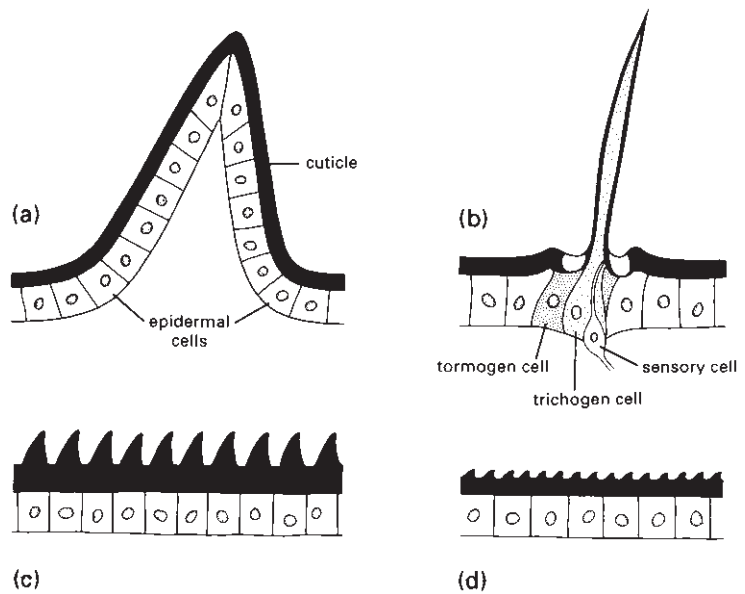 cuticle
(a)
(b)
epidermal
cells
tormogen cell
sensory cell
trichogen cell
(c)
(d)